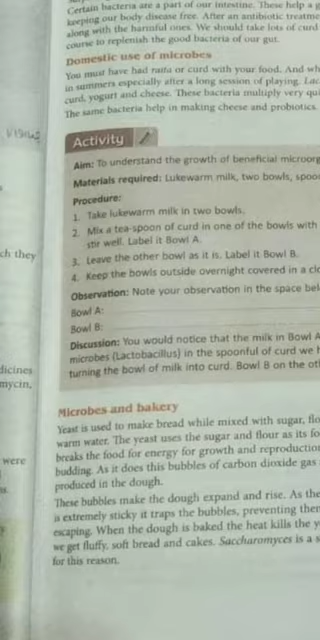 Certain bacteria are a part of our intestine. These help a g
keeping our body disease free. After an antibiotic treatme
along with the harmful ones. We should take lots of curd
course to replenish the good bacteria of our gut.
Domestic use of microbes
You must have had raita or curd with your food. And wh
in summers especially after a long session of playing. Lac
curd, yogurt and cheese. These bacteria multiply very qui
The same bacteria help in making cheese and probiotics.
Activity
Aim: To understand the growth of beneficial microorg
Materials required: Lukewarm milk, two bowls, spoo
Procedure:
1. Take lukewarm milk in two bowls.
2. Mix a tea-spoon of curd in one of the bowls with
stir well. Label it Bowl A.
3. Leave the other bowl as it is. Label it Bowl B.
4. Keep the bowls outside overnight covered in a clo
Observation: Note your observation in the space bel
Bowl A:
Bowl B:
Discussion: You would notice that the milk in Bowl A
microbes (Lactobacillus) in the spoonful of curd we h
turning the bowl of milk into curd. Bowl B on the oth
Microbes and bakery
Yeast is used to make bread while mixed with sugar, flo
warm water. The yeast uses the sugar and flour as its fo
breaks the food for energy for growth and reproduction
budding. As it does this bubbles of carbon dioxide gas
produced in the dough.
These bubbles make the dough expand and rise. As the
is extremely sticky it traps the bubbles, preventing them
escaping. When the dough is baked the heat kills the y
we get fluffy, soft bread and cakes. Saccharomyces is a s
for this reason.
ch they
dicines
mycin,
were